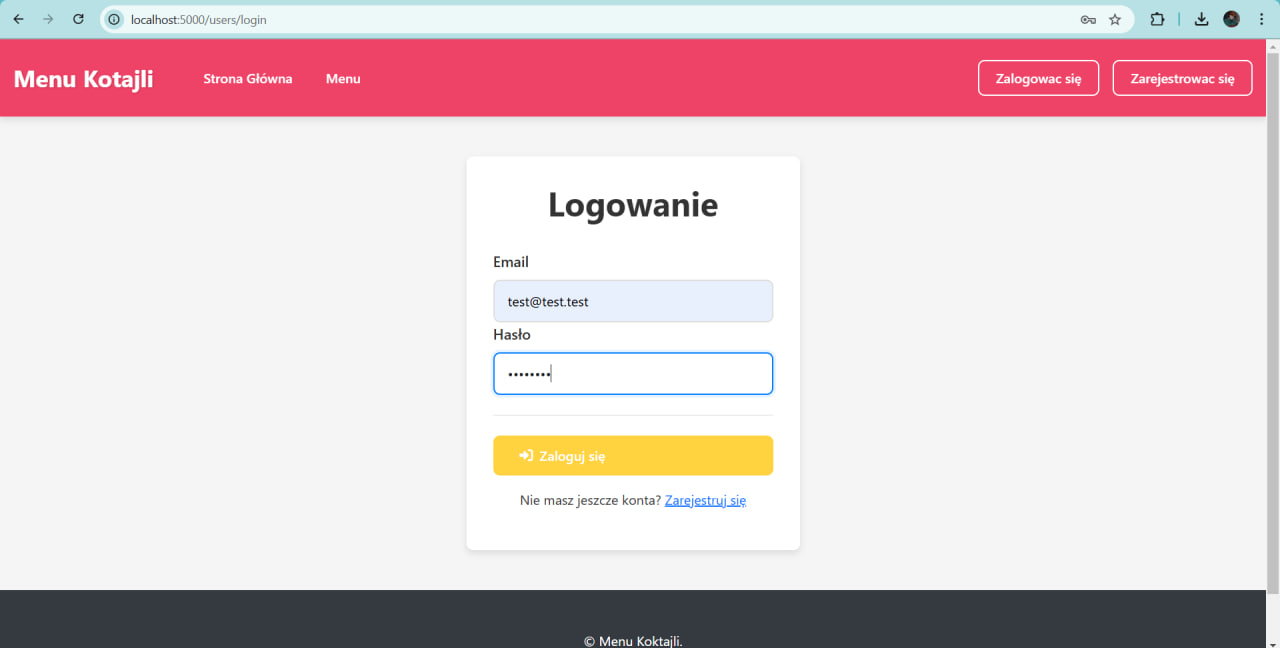 localhost:5000/users/login
Menu Kotajli Strona Główna Menu Zalogowac się Zarejestrowac się
Logowanie
Email
test@test.test
Hasło
••••••••
Zaloguj się
Nie masz jeszcze konta? Zarejestruj się
© Menu Koktajli.